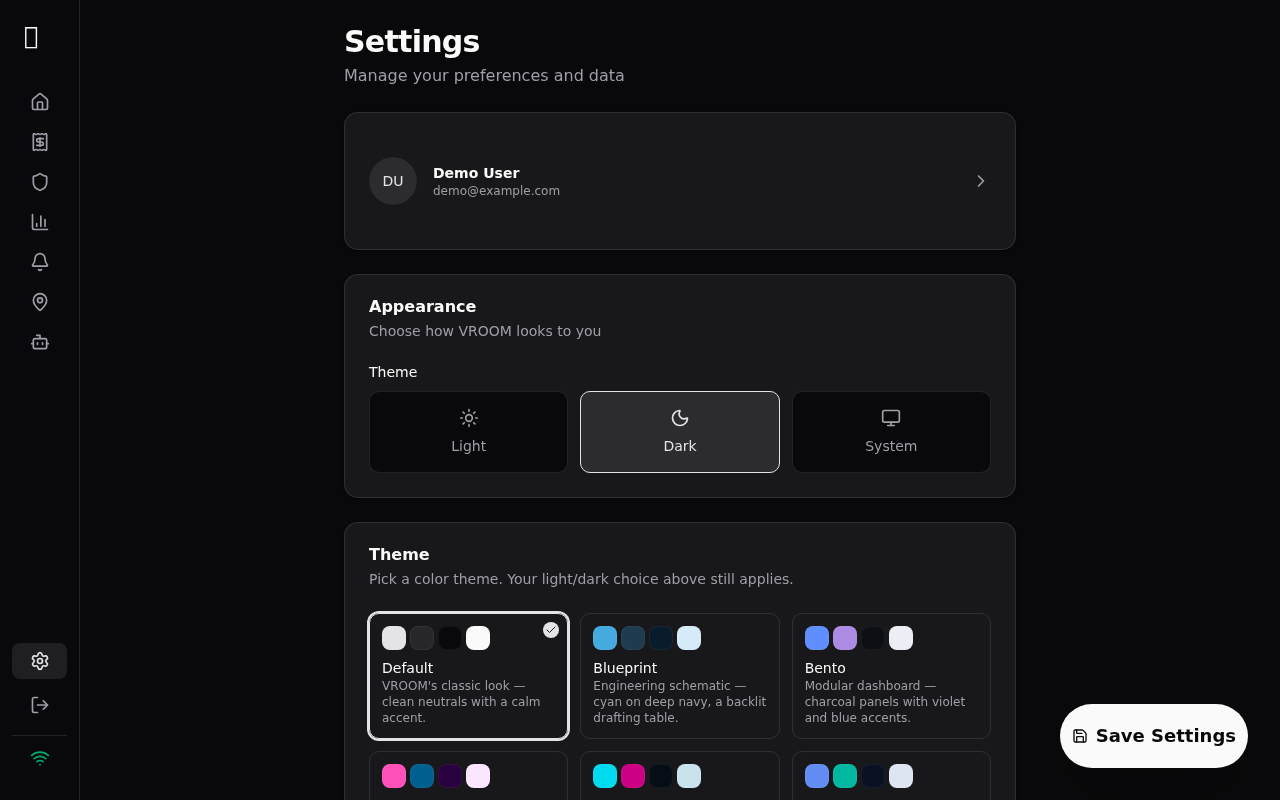 Settings
Manage your preferences and data
DU
Demo User
demo@example.com
Appearance
Choose how VROOM looks to you
Theme
Light
Dark
System
Theme
Pick a color theme. Your light/dark choice above still applies.
Default
VROOM's classic look —
clean neutrals with a calm
accent.
Blueprint
Engineering schematic —
cyan on deep navy, a backlit
drafting table.
Bento
Modular dashboard —
charcoal panels with violet
and blue accents.
Save Settings